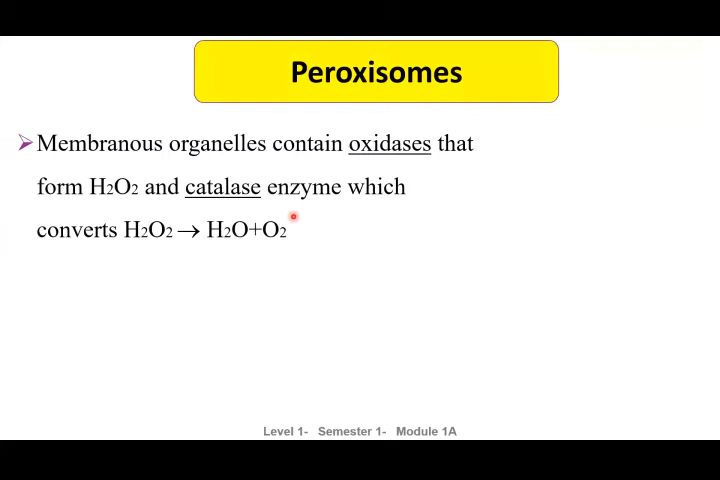 Peroxisomes
➢Membranous organelles contain oxidases that
form H2O2 and catalase enzyme which
converts H2O2 → H2O+O2
Level 1- Semester 1- Module 1A